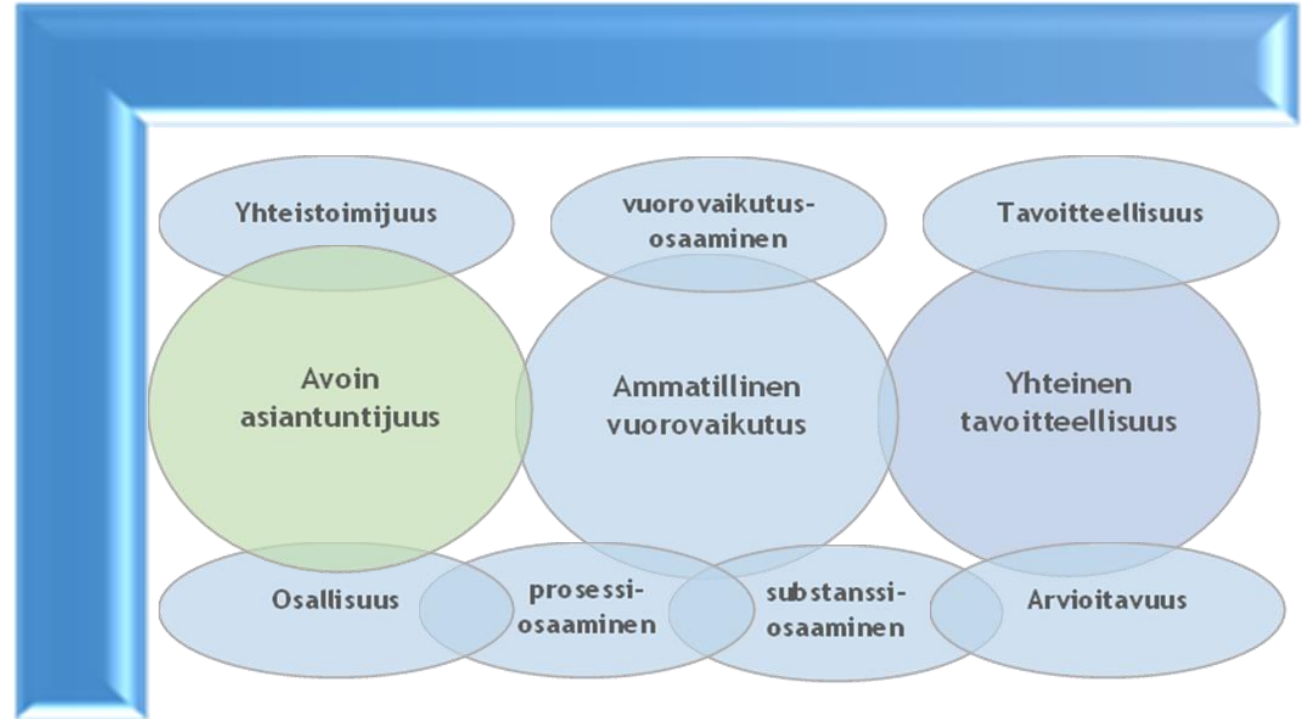 Yhteistoimijuus
vuorovaikutus-
osaaminen
Tavoitteellisuus
Avoin
asiantuntijuus
Ammatillinen
vuorovaikutus
Yhteinen
tavoitteellisuus
Osallisuus
prosessi-
osaaminen
substanssi-
osaaminen
Arvioitavuus